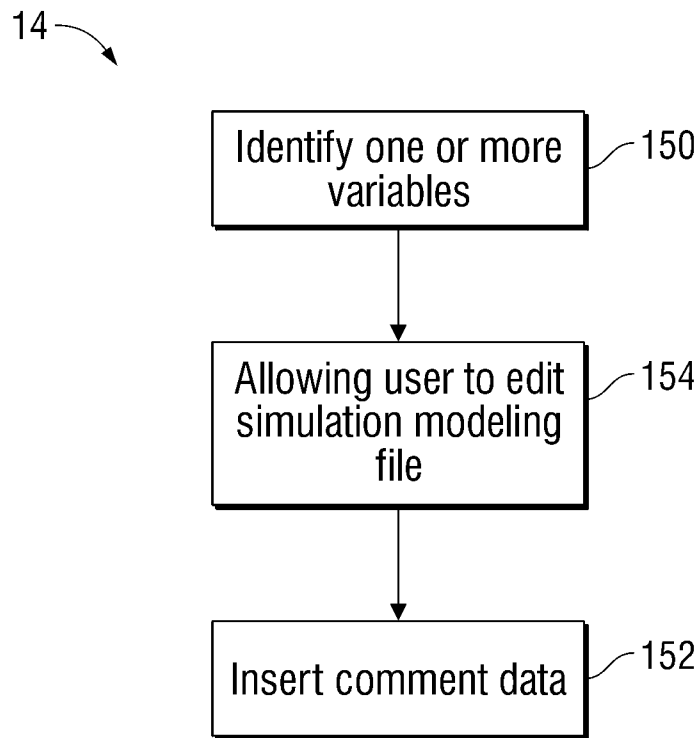 14
Identify one or more
variables
150
Allowing user to edit
simulation modeling
file
154
Insert comment data
152